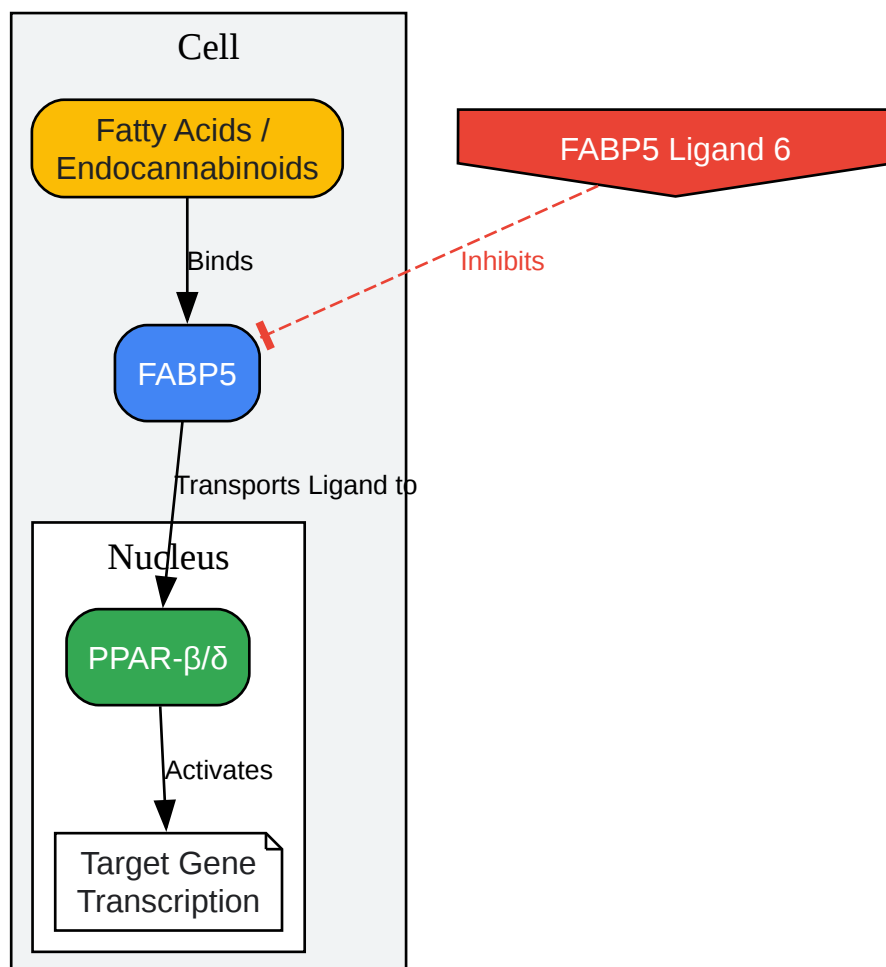 Cell
Fatty Acids /
Endocannabinoids
FABP5 Ligand 6
Binds
Inhibits
FABP5
Transports Ligand to
Nucleus
PPAR-β/δ
Activates
Target Gene
Transcription